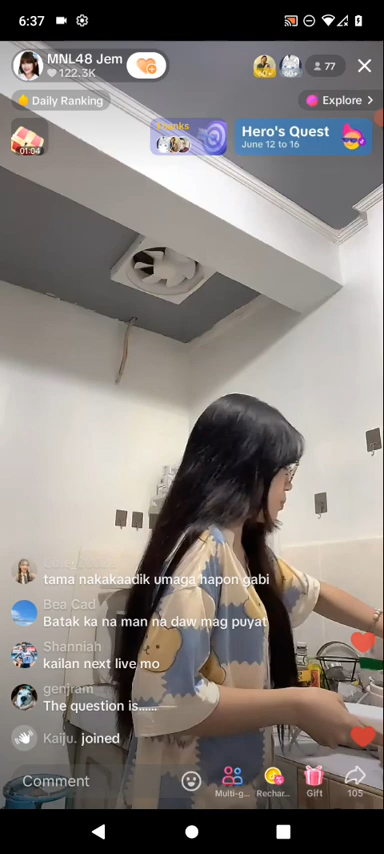 6:37
MNL48 Jem
122.3K
60+
77
Daily Ranking
Explore
01:04
Hero's Quest
June 12 to 16
tama nakakaadik umaga hapon gabi
Bea Cad
Batak ka na man na daw mag puyat
Shanniah
kailan next live mo
genjram
The question is......
Kaiju. joined
Comment
Multi-g...
Rechar...
Gift
105